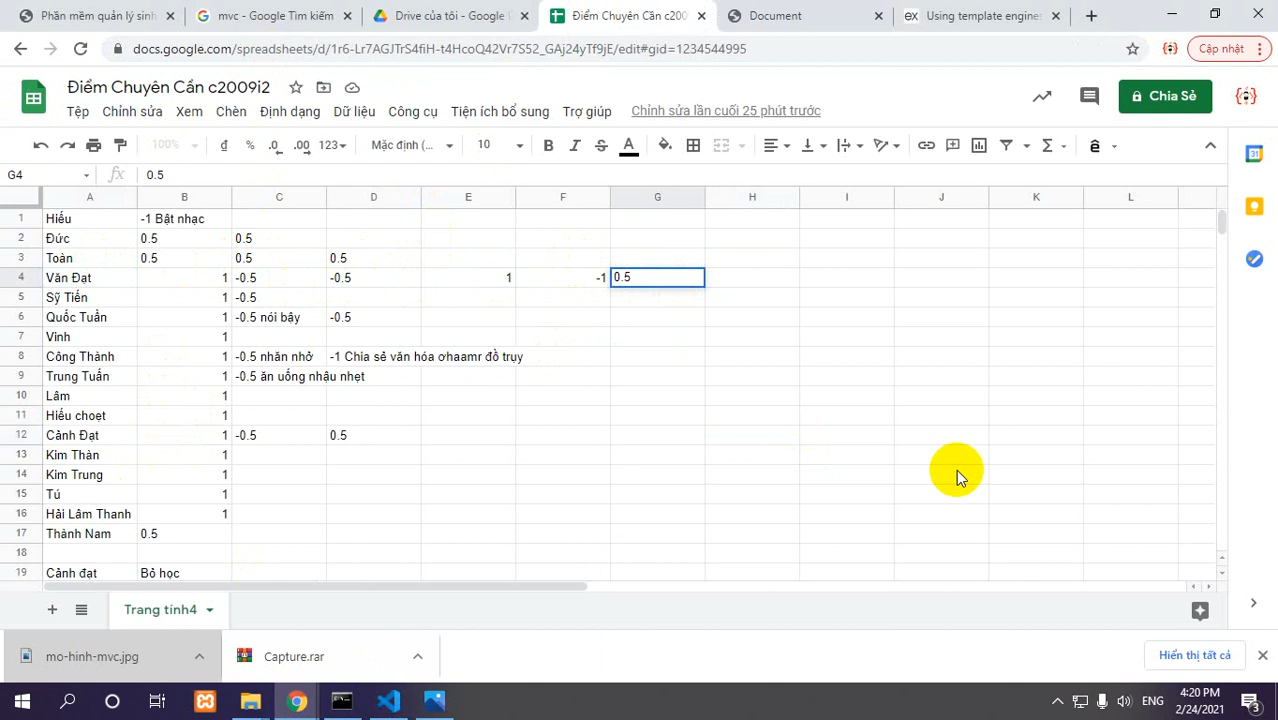 Phần mềm quản lý sinh
mvc - Google Tìm kiếm
Drive của tôi - Google
Điểm Chuyên Cần c200
Document
Using template engine
docs.google.com/spreadsheets/d/1r6-Lr7AGJTrS4fiH-t4HcoQ42Vr7S52_GAj24yTf9jE/edit#gid=1234544995
Cập nhật
Điểm Chuyên Cần c2009i2
Tệp Chỉnh sửa Xem Chèn Định dạng Dữ liệu Công cụ Tiện ích bổ sung Trợ giúp Chỉnh sửa lần cuối 25 phút trước
Chia Sẻ
100% đ % .0 .00 123 Mặc định (... 10 B I S A
G4 fx 0.5
A B C D E F G H I J K L
1 Hiếu -1 Bật nhạc
2 Đức 0.5 0.5
3 Toàn 0.5 0.5 0.5
4 Văn Đạt 1 -0.5 -0.5 1 -1 0.5
5 Sỹ Tiến 1 -0.5
6 Quốc Tuấn 1 -0.5 nói bậy -0.5
7 Vinh 1
8 Công Thành 1 -0.5 nhăn nhở -1 Chia sẻ văn hóa ơhaamr đồ trụy
9 Trung Tuấn 1 -0.5 ăn uống nhậu nhẹt
10 Lâm 1
11 Hiếu choẹt 1
12 Cảnh Đạt 1 -0.5 0.5
13 Kim Thàn 1
14 Kim Trung 1
15 Tú 1
16 Hải Lâm Thanh 1
17 Thành Nam 0.5
18
19 Cảnh đạt Bỏ học
Trang tính4
mo-hinh-mvc.jpg
Capture.rar
Hiển thị tất cả
ENG
4:20 PM
2/24/2021
3